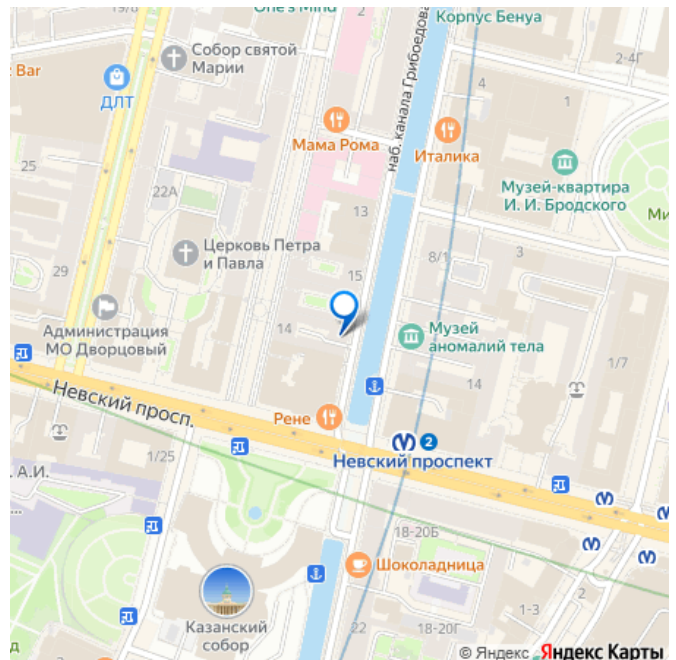 19/6
One's Mind
2
Корпус Бенуа
Собор святой
Марии
2-4Г
Bar
ДЛТ
4
1
наб. канала Грибоедова
Мама Рома
Италика
25
Музей-квартира
И. И. Бродского
22А
13
Ми
Церковь Петра
и Павла
8/1
3
29
15
Администрация
МО Дворцовый
14
Музей
аномалий тела
1/7
14
Невский просп.
Рене
2
Невский проспект
1/25
А.И.
18-20Б
Шоколадница
1-3
2
Казанский
собор
18-20Г
д
© Яндекс Яндекс Карты